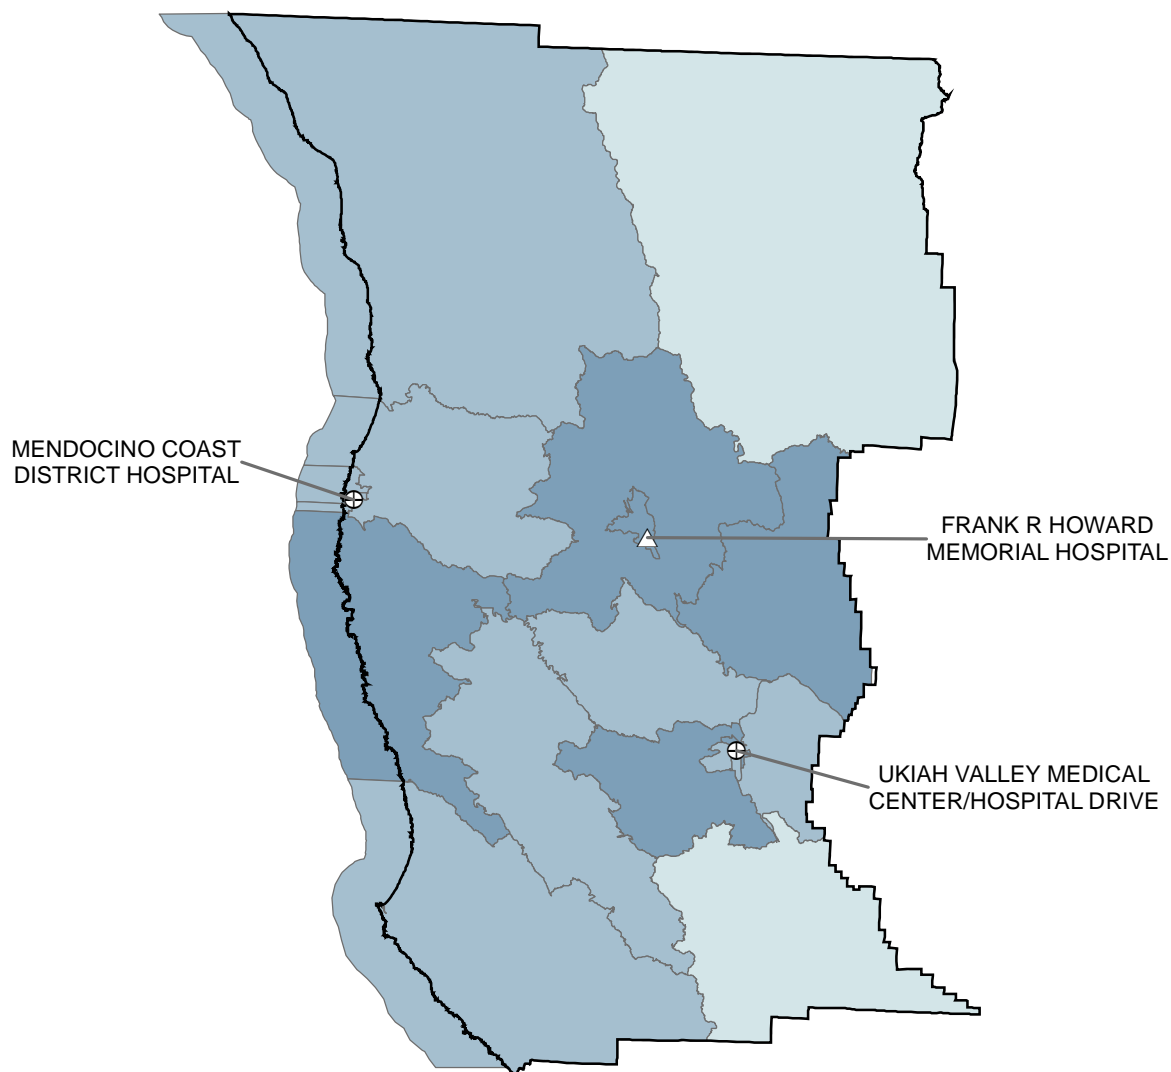 MENDOCINO COAST
DISTRICT HOSPITAL
FRANK R HOWARD
MEMORIAL HOSPITAL
UKIAH VALLEY MEDICAL
CENTER/HOSPITAL DRIVE